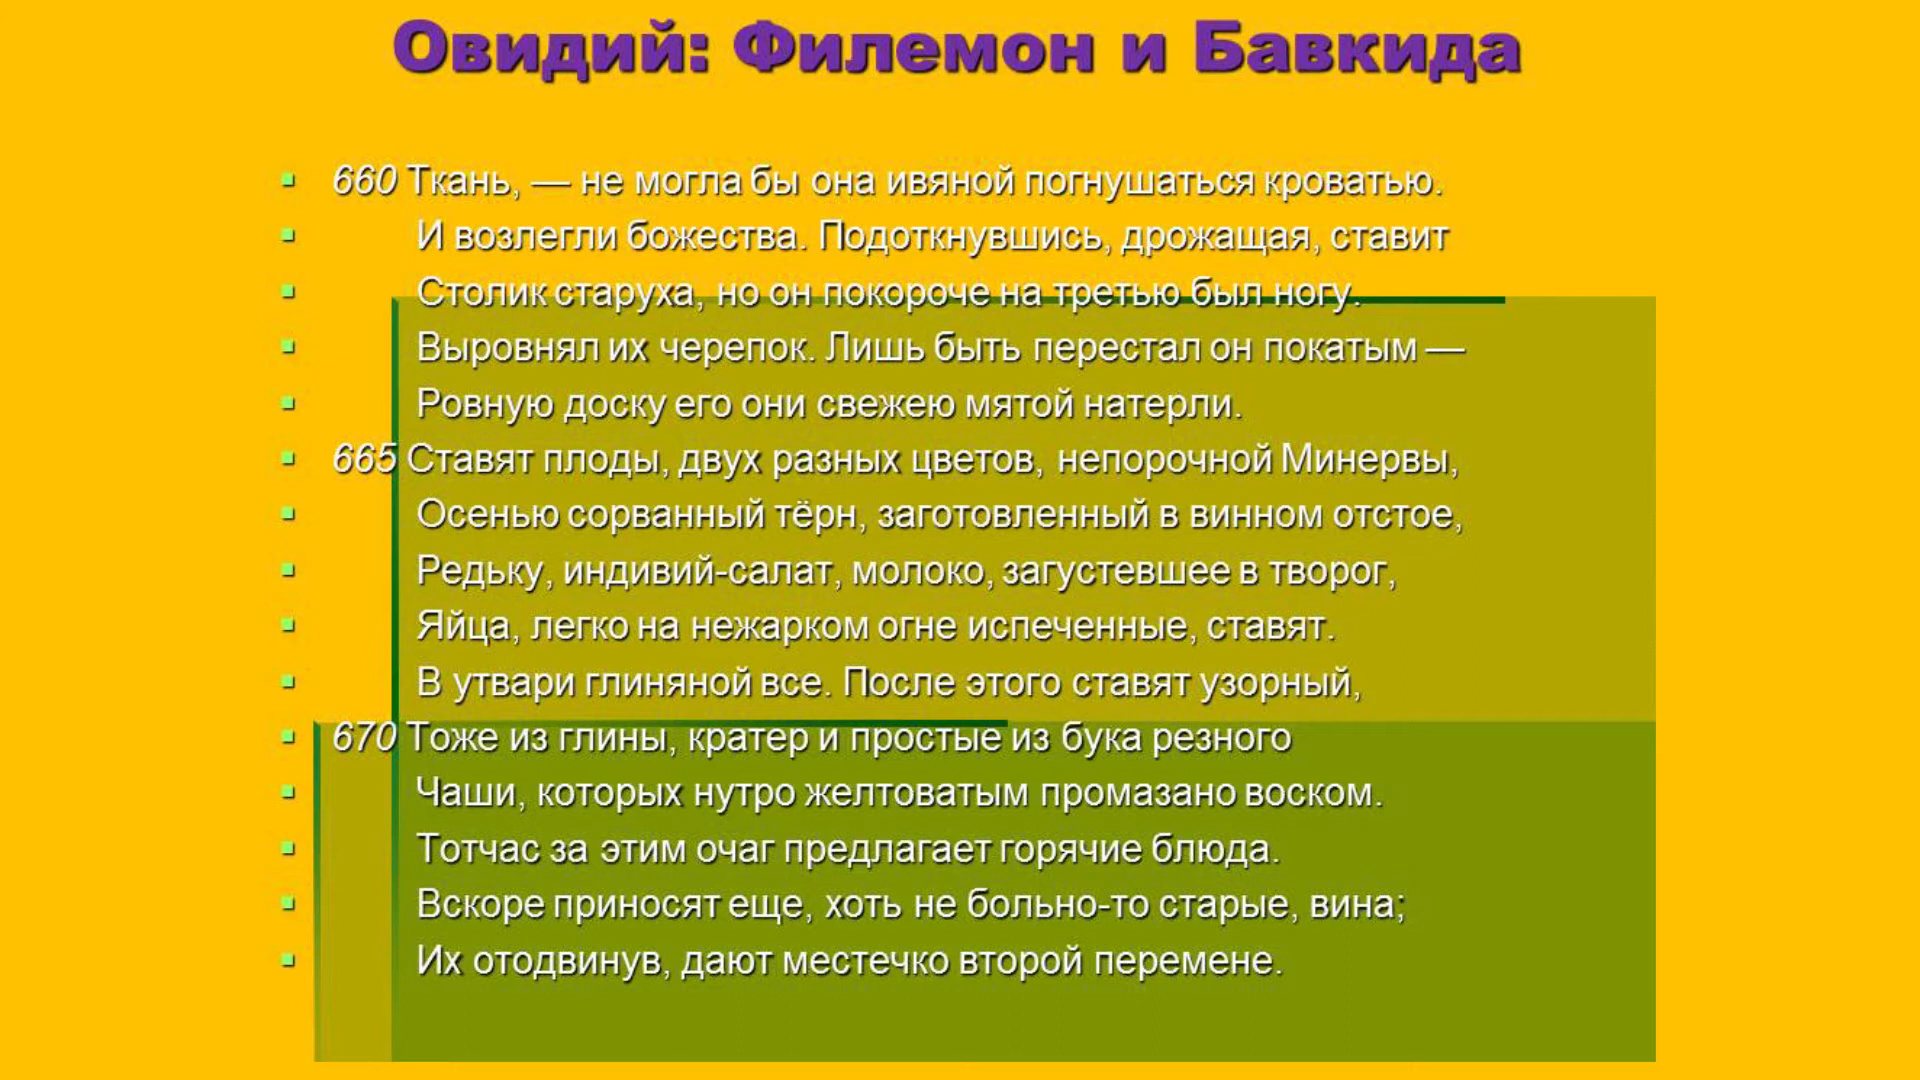 Овидий: Филемон и Бавкида
660 Ткань, — не могла бы она ивяной погнушаться кроватью.
И возлегли божества. Подоткнувшись, дрожащая, ставит
Столик старуха, но он покороче на третью был ногу.
Выровнял их черепок. Лишь быть перестал он покатым —
Ровную доску его они свежею мятой натерли.
665 Ставят плоды, двух разных цветов, непорочной Минервы,
Осенью сорванный тёрн, заготовленный в винном отстое,
Редьку, индивий-салат, молоко, загустевшее в творог,
Яйца, легко на нежарком огне испеченные, ставят.
В утвари глиняной все. После этого ставят узорный,
670 Тоже из глины, кратер и простые из бука резного
Чаши, которых нутро желтоватым промазано воском.
Тотчас за этим очаг предлагает горячие блюда.
Вскоре приносят еще, хоть не больно-то старые, вина;
Их отодвинув, дают местечко второй перемене.